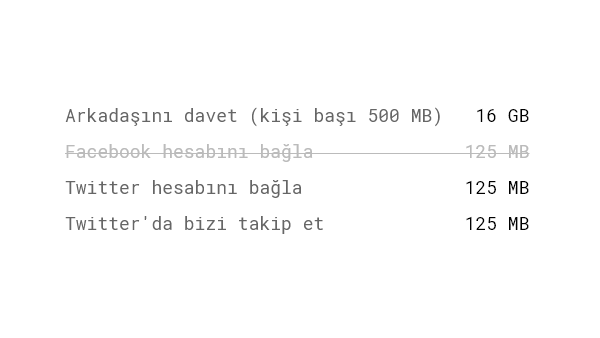 Arkadaşını davet (kişi başı 500 MB) 16 GB
Facebook hesabını bağla 125 MB
Twitter hesabını bağla 125 MB
Twitter'da bizi takip et 125 MB